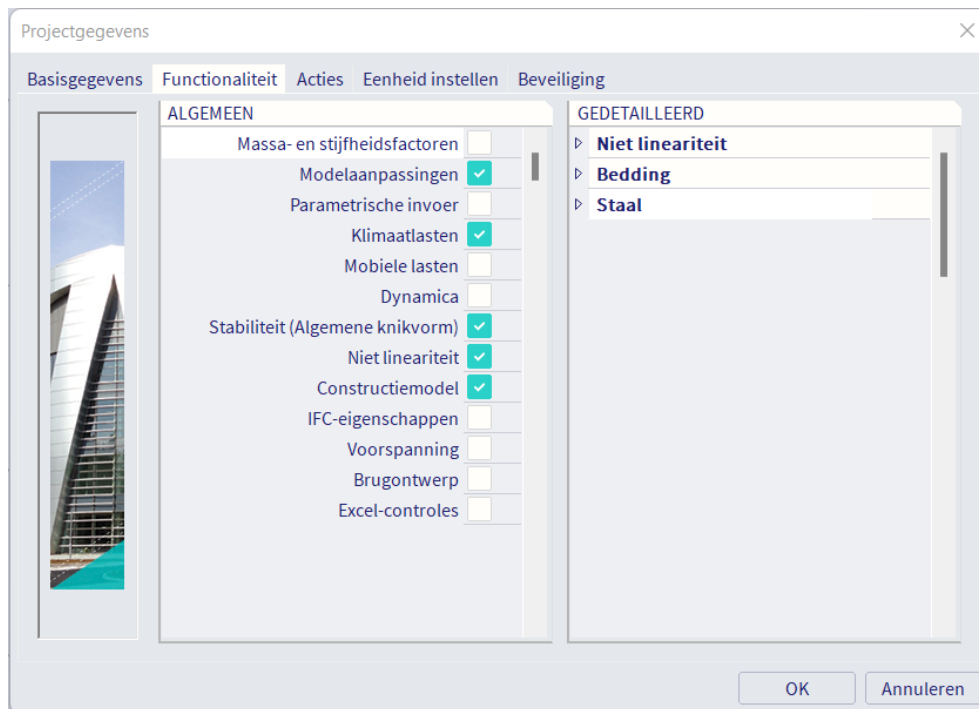 Projectgegevens
Basisgegevens Functionaliteit Acties Eenheid instellen Beveiliging
ALGEMEEN
Massa- en stijfheidsfactoren
Modelaanpassingen
Parametrische invoer
Klimaatlasten
Mobiele lasten
Dynamica
Stabiliteit (Algemene knikvorm)
Niet lineariteit
Constructiemodel
IFC-eigenschappen
Voorspanning
Brugontwerp
Excel-controles
GEDETAILLEERD
Niet lineariteit
Bedding
Staal
OK Annuleren